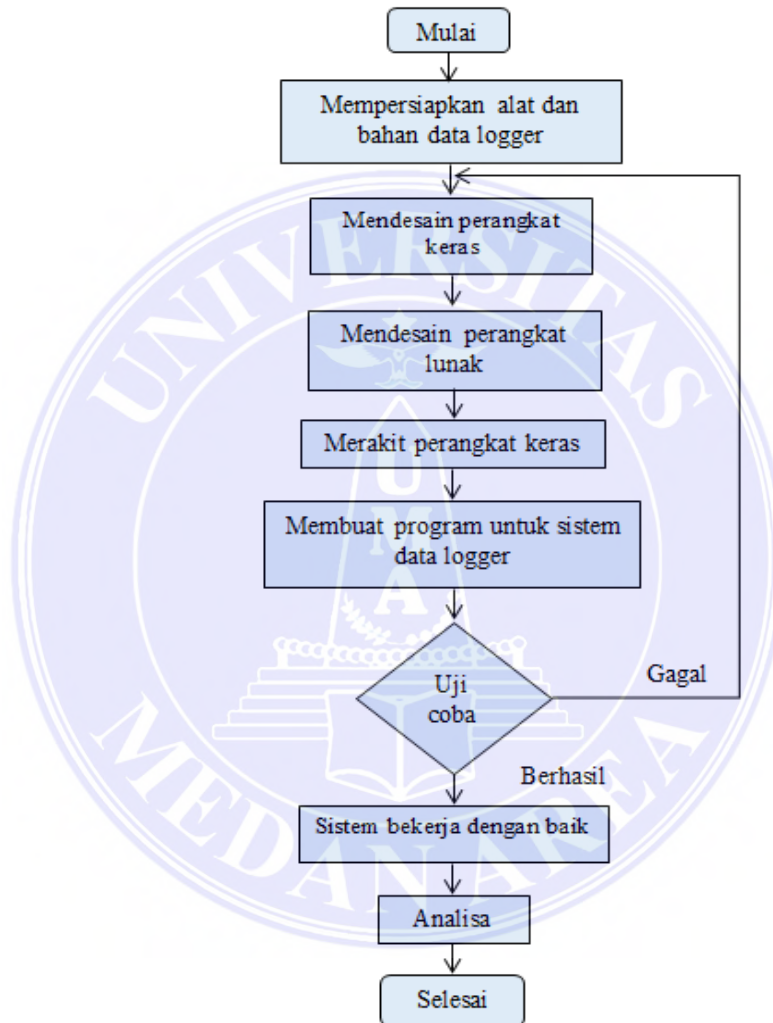 Mulai
Mempersiapkan alat dan
bahan data logger
Mendesain perangkat
keras
Mendesain perangkat
lunak
Merakit perangkat keras
Membuat program untuk sistem
data logger
Uji
coba
Gagal
Berhasil
Sistem bekerja dengan baik
Analisa
Selesai
UNIVERSITAS
MEDAN AREA
UMA